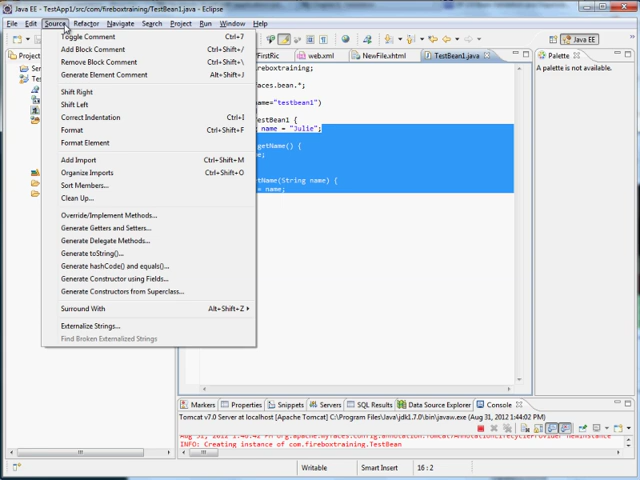 Java EE - TestApp1/src/com/fireboxtraining/TestBean1.java - Eclipse
File Edit Source Refactor Navigate Search Project Run Window Help
Java EE
Project
FirstRic web.xml NewFile.xhtml TestBean1.java
Palette
A palette is not available.
Toggle Comment Ctrl+7
Add Block Comment Ctrl+Shift+/
Remove Block Comment Ctrl+Shift+\
Generate Element Comment Alt+Shift+J
Shift Right
Shift Left
Correct Indentation Ctrl+I
Format Ctrl+Shift+F
Format Element
Add Import Ctrl+Shift+M
Organize Imports Ctrl+Shift+O
Sort Members...
Clean Up...
Override/Implement Methods...
Generate Getters and Setters...
Generate Delegate Methods...
Generate toString()...
Generate hashCode() and equals()...
Generate Constructor using Fields...
Generate Constructors from Superclass...
Surround With Alt+Shift+Z
Externalize Strings...
Find Broken Externalized Strings
Ser
Tes
fireboxtraining;
faces.bean.*;
name="testbean1")
TestBean1 {
name = "Julie";
getName() {
me;
etName(String name) {
= name;
Markers Properties Snippets Servers SQL Results Data Source Explorer Console
Tomcat v7.0 Server at localhost [Apache Tomcat] C:\Program Files\Java\jdk1.7.0\bin\javaw.exe (Aug 31, 2012 1:44:02 PM)
INFO: Creating instance of com.fireboxtraining.TestBean
Writable Smart Insert 16 : 2